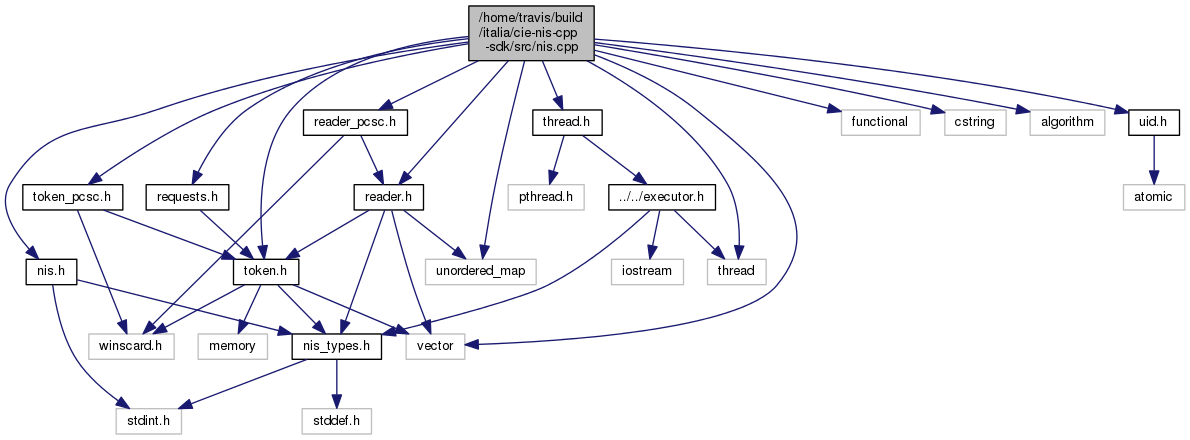 /home/travis/build
/italia/cie-nis-cpp
-sdk/src/nis.cpp
reader_pcsc.h
thread.h
functional
cstring
algorithm
uid.h
token_pcsc.h
requests.h
reader.h
pthread.h
../../executor.h
atomic
nis.h
token.h
unordered_map
iostream
thread
winscard.h
memory
nis_types.h
vector
stdint.h
stddef.h